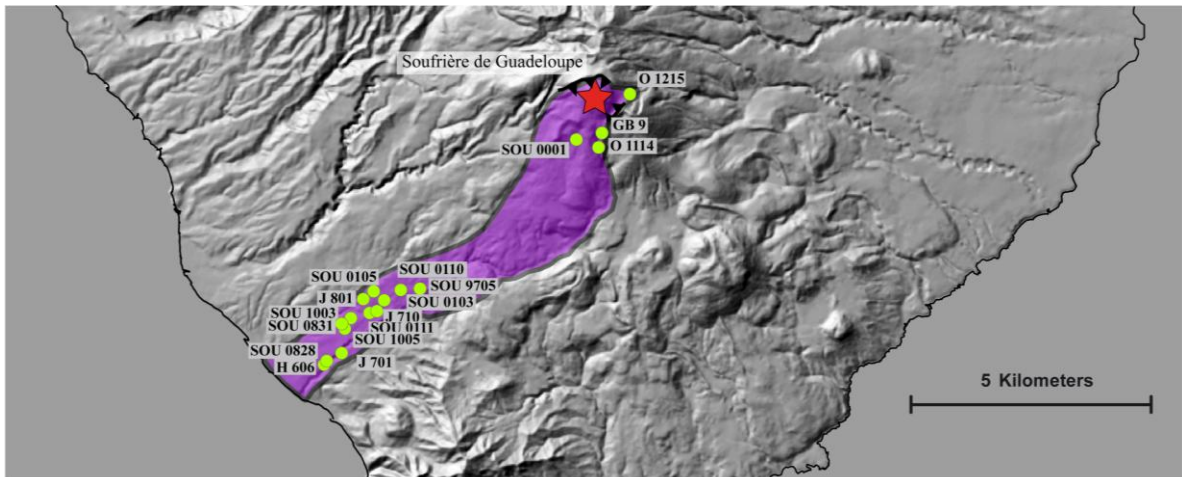 Soufrière de Guadeloupe
O 1215
GB 9
SOU 0001
O 1114
SOU 0110
SOU 0105
SOU 9705
J 801
SOU 0103
SOU 1003
J 710
SOU 0831
SOU 0111
SOU 1005
SOU 0828
J 701
H 606
5 Kilometers